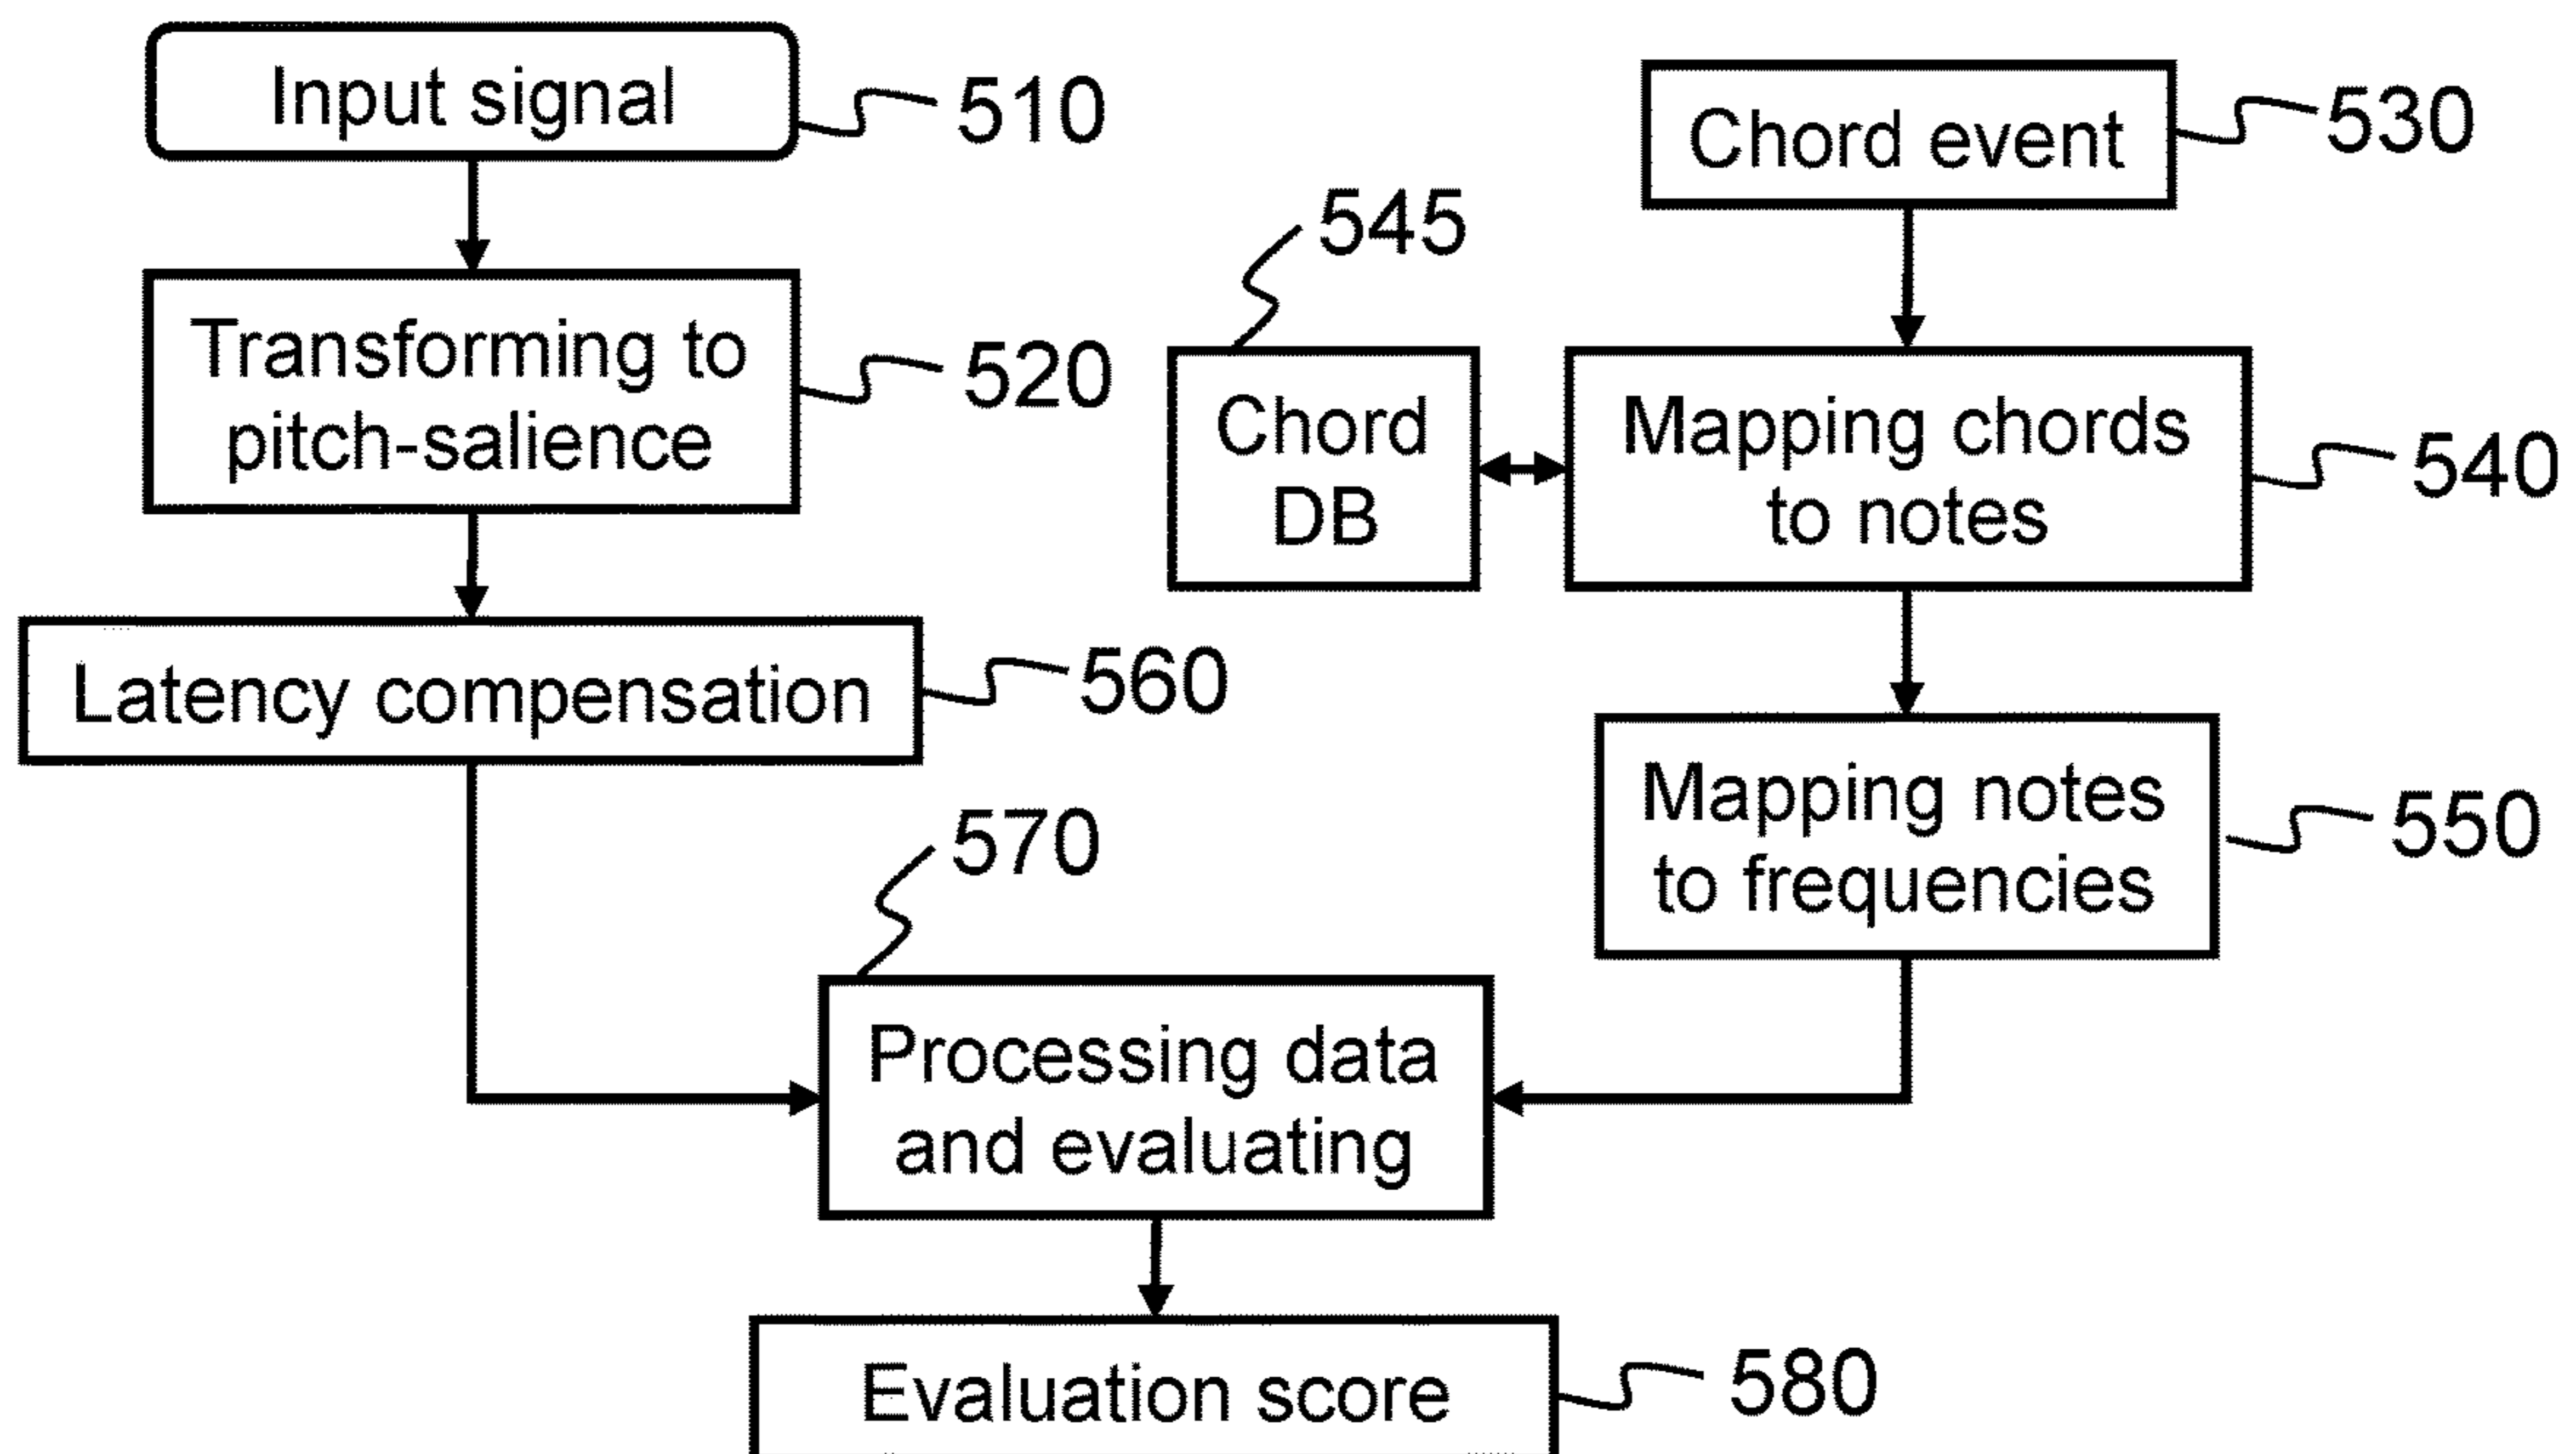 Input signal
510
Chord event
530
545
Transforming to
pitch-salience
520
Chord
DB
Mapping chords
to notes
540
Latency compensation
560
Mapping notes
to frequencies
550
570
Processing data
and evaluating
Evaluation score
580